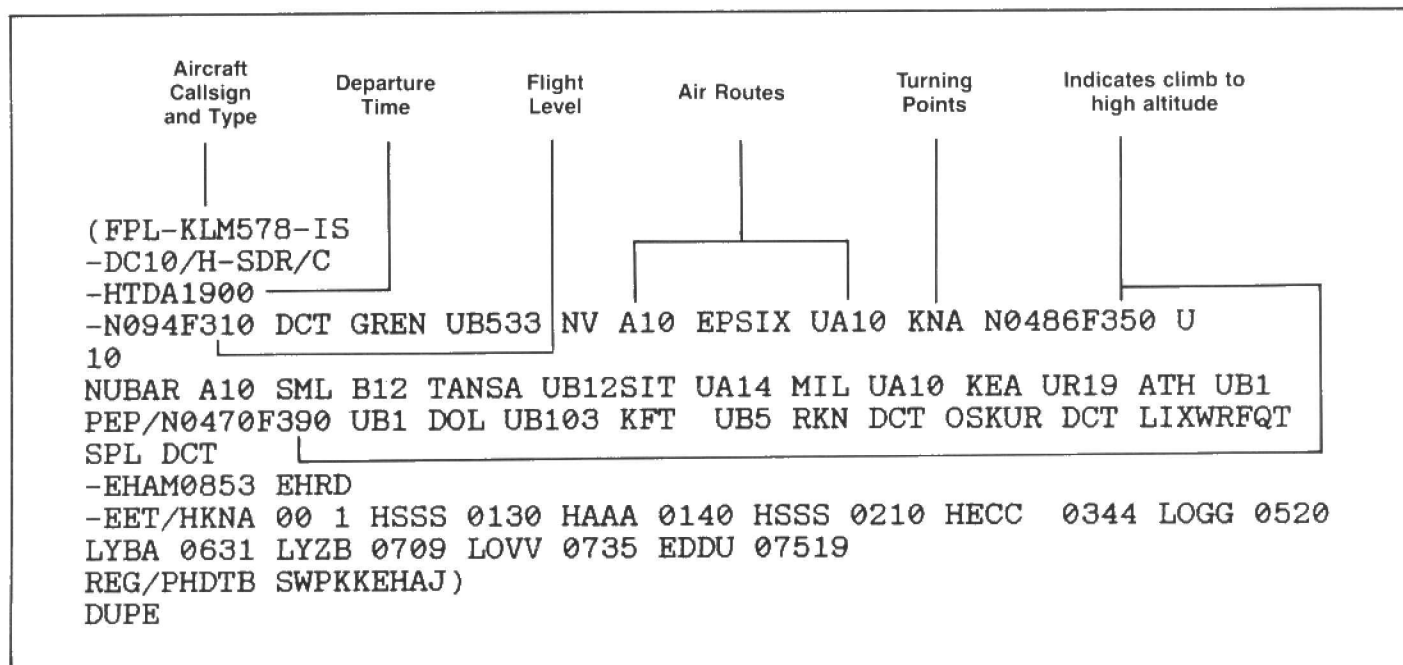 Aircraft Callsign and Type
Departure Time
Flight Level
Air Routes
Turning Points
Indicates climb to high altitude
(FPL-KLM578-IS
-DC10/H-SDR/C
-HTDA1900
-N094F310 DCT GREN UB533 NV A10 EPSIX UA10 KNA N0486F350 U
10
NUBAR A10 SML B12 TANSA UB12SIT UA14 MIL UA10 KEA UR19 ATH UB1
PEP/N0470F390 UB1 DOL UB103 KFT UB5 RKN DCT OSKUR DCT LIXWRFQT
SPL DCT
-EHAM0853 EHRD
-EET/HKNA 00 1 HSSS 0130 HAAA 0140 HSSS 0210 HECC 0344 LOGG 0520
LYBA 0631 LYZB 0709 LOVV 0735 EDDU 07519
REG/PHDTB SWPKKEHAJ)
DUPE